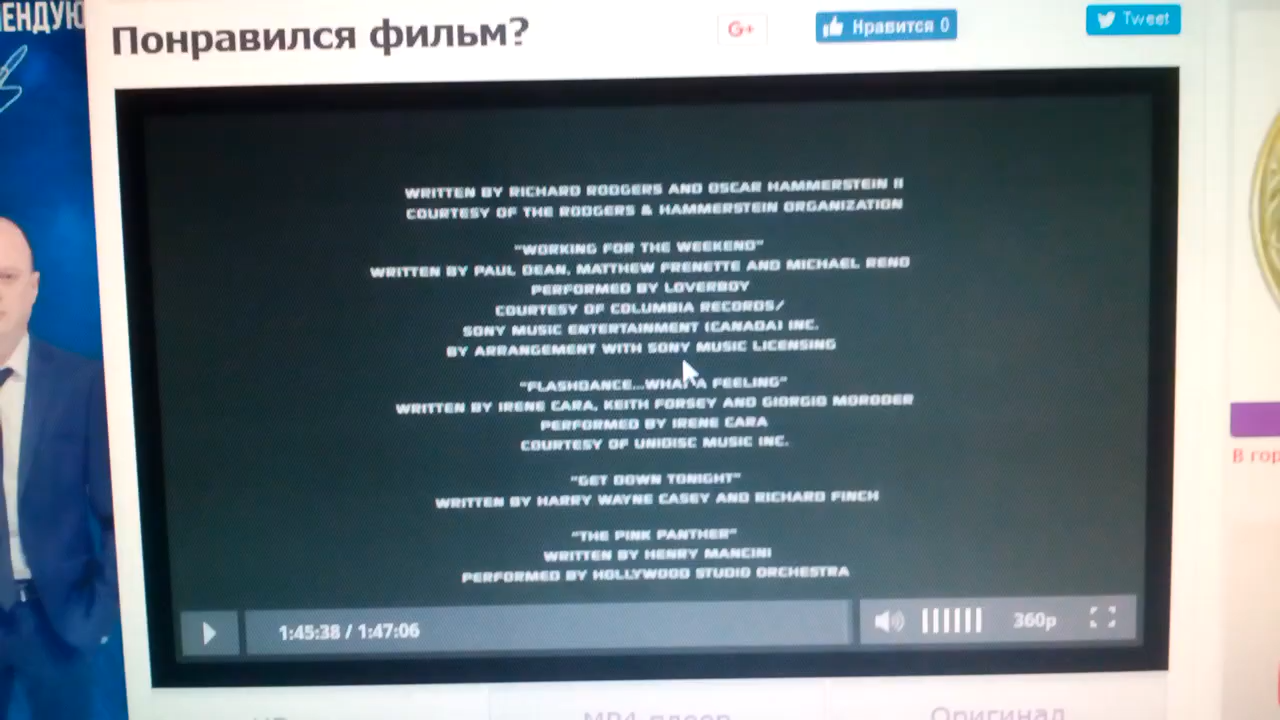 ЕНДУЮ
Понравился фильм?
G+
Нравится 0
Tweet
WRITTEN BY RICHARD RODGERS AND OSCAR HAMMERSTEIN II
COURTESY OF THE RODGERS & HAMMERSTEIN ORGANIZATION
"WORKING FOR THE WEEKEND"
WRITTEN BY PAUL DEAN, MATTHEW FRENETTE AND MICHAEL RENO
PERFORMED BY LOVERBOY
COURTESY OF COLUMBIA RECORDS/
SONY MUSIC ENTERTAINMENT (CANADA) INC.
BY ARRANGEMENT WITH SONY MUSIC LICENSING
"FLASHDANCE...WHAT A FEELING"
WRITTEN BY IRENE CARA, KEITH FORSEY AND GIORGIO MORODER
PERFORMED BY IRENE CARA
COURTESY OF UNIDISC MUSIC INC.
"GET DOWN TONIGHT"
WRITTEN BY HARRY WAYNE CASEY AND RICHARD FINCH
"THE PINK PANTHER"
WRITTEN BY HENRY MANCINI
PERFORMED BY HOLLYWOOD STUDIO ORCHESTRA
1:45:38 / 1:47:06
360p
В гор
MP4 плеер
Оригинал